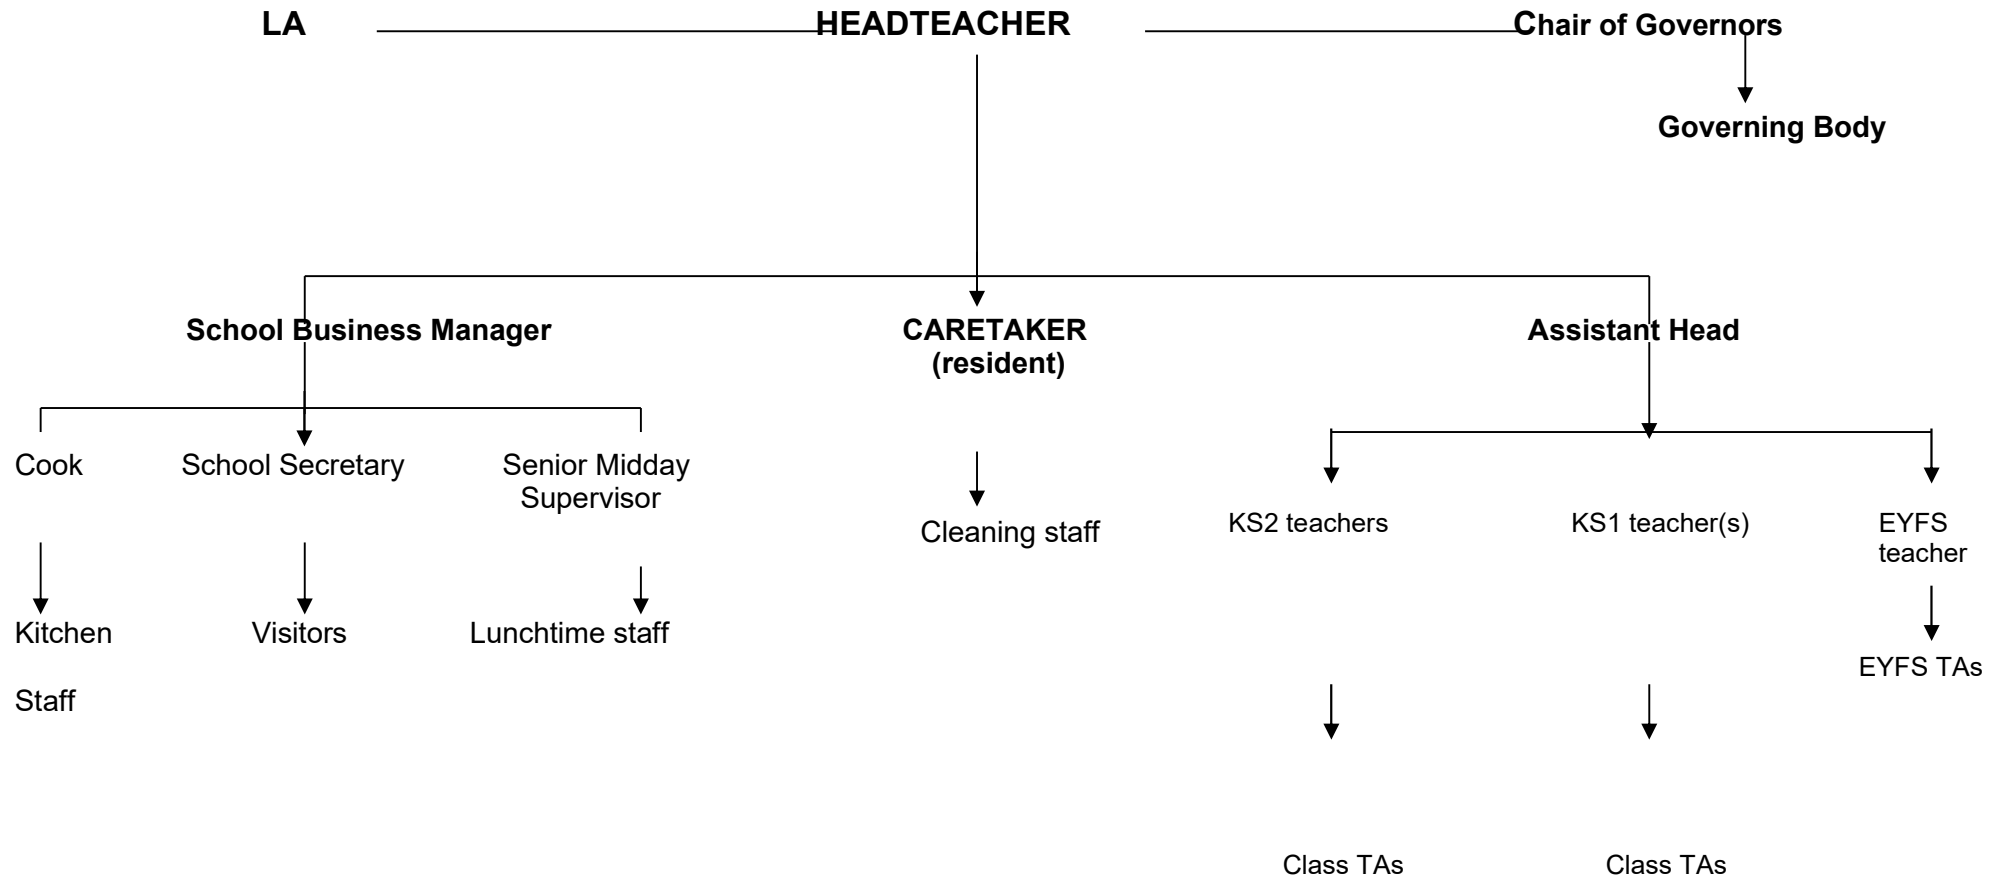 LA
HEADTEACHER
Chair of Governors
Governing Body
School Business Manager
CARETAKER
(resident)
Assistant Head
Cook
School Secretary
Senior Midday
Supervisor
Cleaning staff
KS2 teachers
KS1 teacher(s)
EYFS
teacher
Kitchen
Staff
Visitors
Lunchtime staff
EYFS TAs
Class TAs
Class TAs